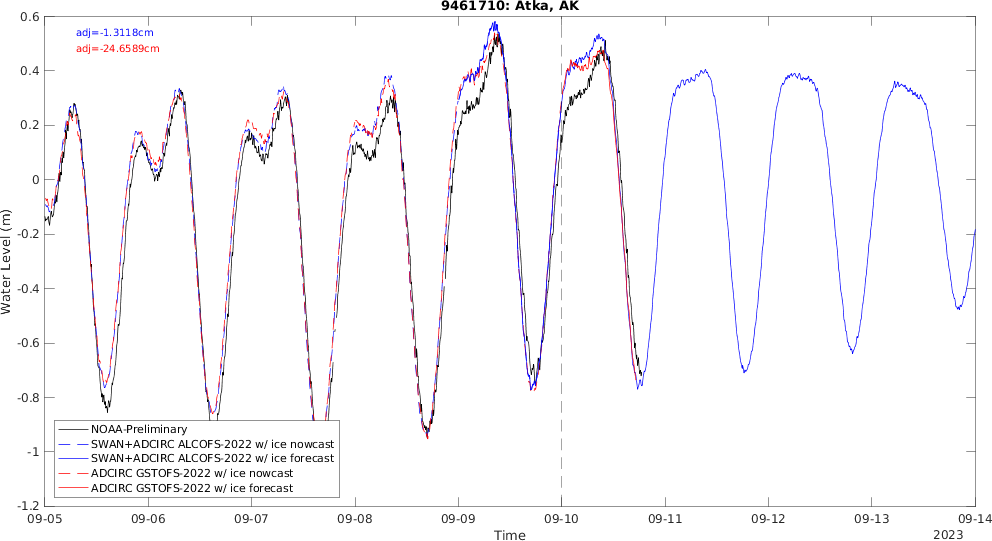 9461710: Atka, AK
adj=-1.3118cm
adj=-24.6589cm
Water Level (m)
0.6
0.4
0.2
0
-0.2
-0.4
-0.6
-0.8
-1
-1.2
NOAA-Preliminary
SWAN+ADCIRC ALCOFS-2022 w/ ice nowcast
SWAN+ADCIRC ALCOFS-2022 w/ ice forecast
ADCIRC GSTOFS-2022 w/ ice nowcast
ADCIRC GSTOFS-2022 w/ ice forecast
09-05 09-06 09-07 09-08 09-09 09-10 09-11 09-12 09-13 09-14
Time
2023